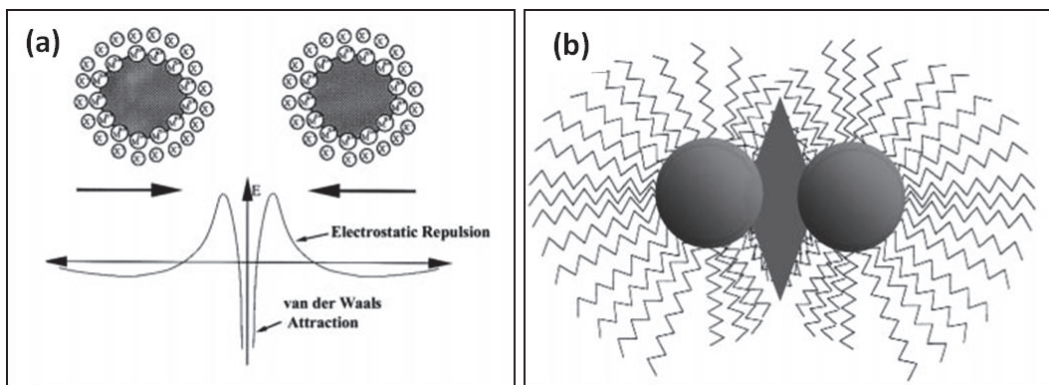 (a)
E
Electrostatic Repulsion
van der Waals
Attraction
(b)